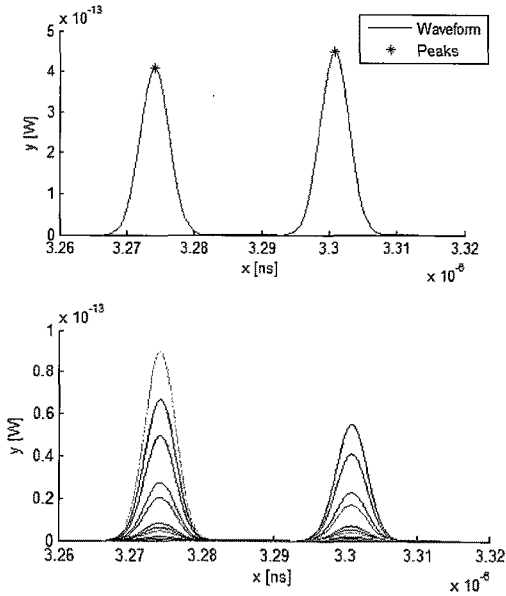 x 10-13
5
4
3
2
1
0
y [W]
Waveform
Peaks
3.26 3.27 3.28 3.29 3.3 3.31 3.32
x [ns]
x 10-6
x 10-13
1
0.8
0.6
0.4
0.2
0
y [W]
3.26 3.27 3.28 3.29 3.3 3.31 3.32
x [ns]
x 10-6